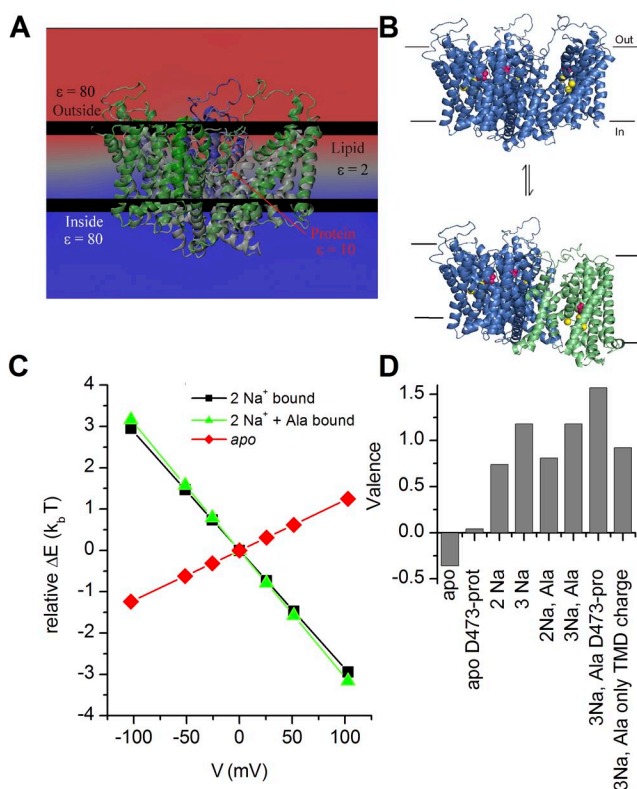 A
ε = 80
Outside
Lipid
ε = 2
Inside
ε = 80
Protein
ε = 10
B
Out
In
C
2 Na⁺ bound
2 Na⁺ + Ala bound
apo
relative ΔE (k_b T)
4
3
2
1
0
-1
-2
-3
-4
-100
-50
0
50
100
V (mV)
D
Valence
1.5
1.0
0.5
0.0
-0.5
apo
apo D473-prot
2 Na
3 Na
2Na, Ala
3Na, Ala
3Na, Ala D473-pro
3Na, Ala only TMD charge